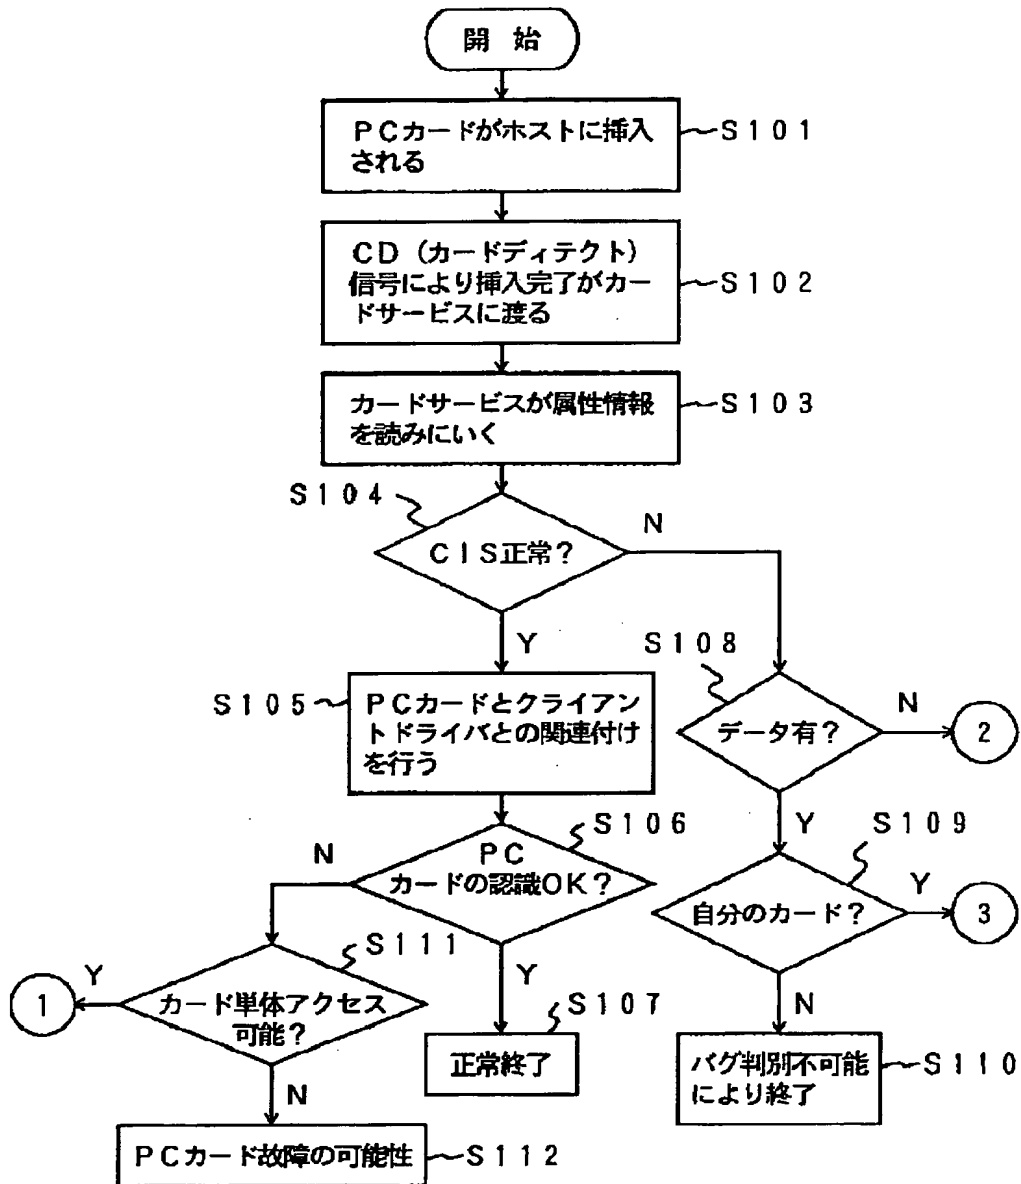 開 始
PCカードがホストに挿入
される
S101
CD(カードディテクト)
信号により挿入完了がカー
ドサービスに渡る
S102
カードサービスが属性情報
を読みにいく
S103
S104
CIS正常?
N
Y
S105
PCカードとクライアン
トドライバとの関連付け
を行う
S108
データ有?
N
2
Y
S106
PC
カードの認識OK?
N
Y
S109
自分のカード?
Y
3
N
S111
カード単体アクセス
可能?
Y
1
N
S107
正常終了
バグ判別不可能
により終了
S110
PCカード故障の可能性
S112